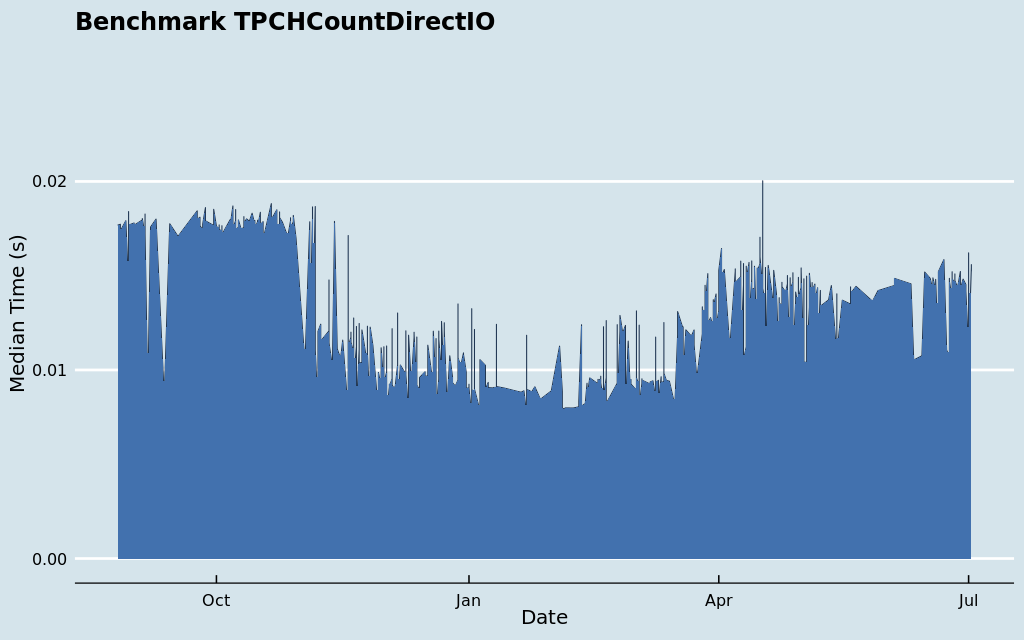 Benchmark TPCHCountDirectIO
Median Time (s)
0.02
0.01
0.00
Oct Jan Apr Jul
Date